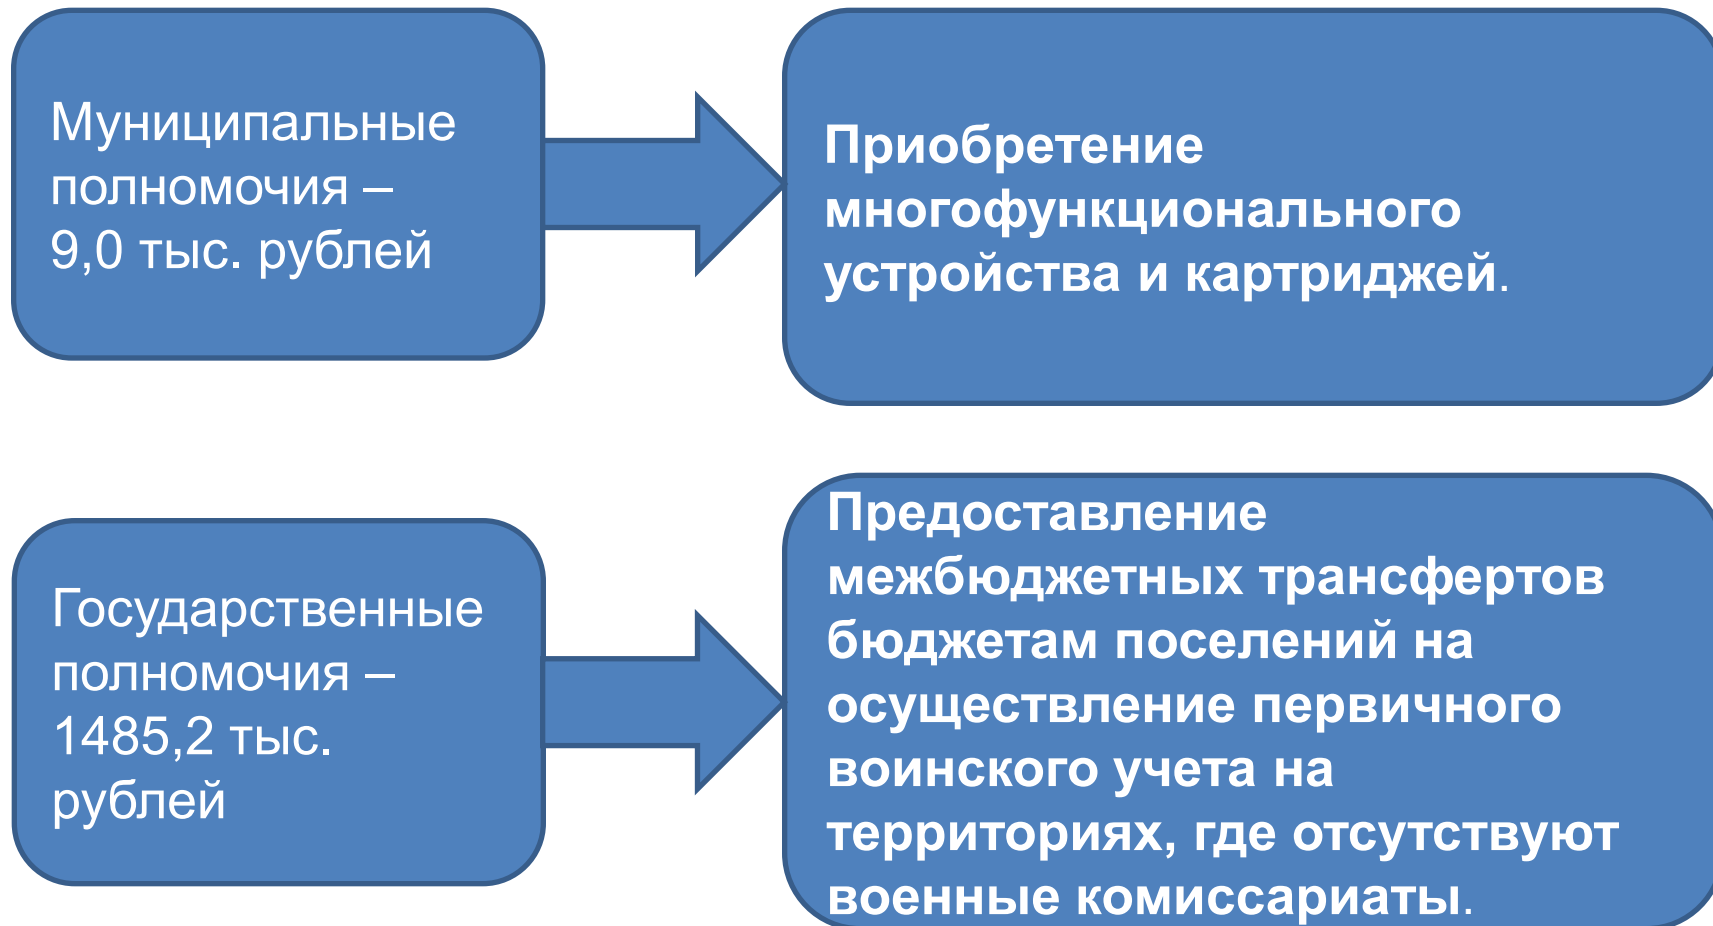 Муниципальные
полномочия –
9,0 тыс. рублей
Приобретение
многофункционального
устройства и картриджей.
Государственные
полномочия –
1485,2 тыс.
рублей
Предоставление
межбюджетных трансфертов
бюджетам поселений на
осуществление первичного
воинского учета на
территориях, где отсутствуют
военные комиссариаты.